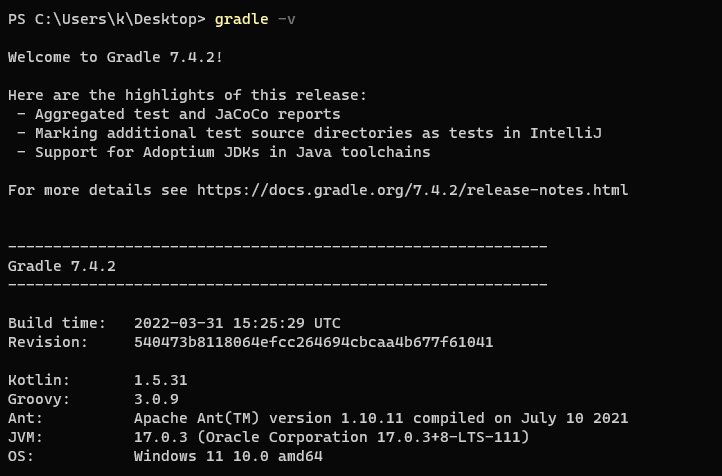 PS C:\Users\k\Desktop> gradle -v
Welcome to Gradle 7.4.2!
Here are the highlights of this release:
 - Aggregated test and JaCoCo reports
 - Marking additional test source directories as tests in IntelliJ
 - Support for Adoptium JDKs in Java toolchains
For more details see https://docs.gradle.org/7.4.2/release-notes.html
------------------------------------------------------------
Gradle 7.4.2
------------------------------------------------------------
Build time:   2022-03-31 15:25:29 UTC
Revision:     540473b8118064efcc264694cbcaa4b677f61041
Kotlin:       1.5.31
Groovy:       3.0.9
Ant:          Apache Ant(TM) version 1.10.11 compiled on July 10 2021
JVM:          17.0.3 (Oracle Corporation 17.0.3+8-LTS-111)
OS:           Windows 11 10.0 amd64